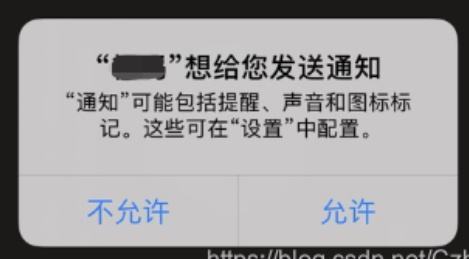 “ ”想给您发送通知
“通知”可能包括提醒、声音和图标标
记。这些可在“设置”中配置。
不允许 允许
https://blog.csdn.net/Czh